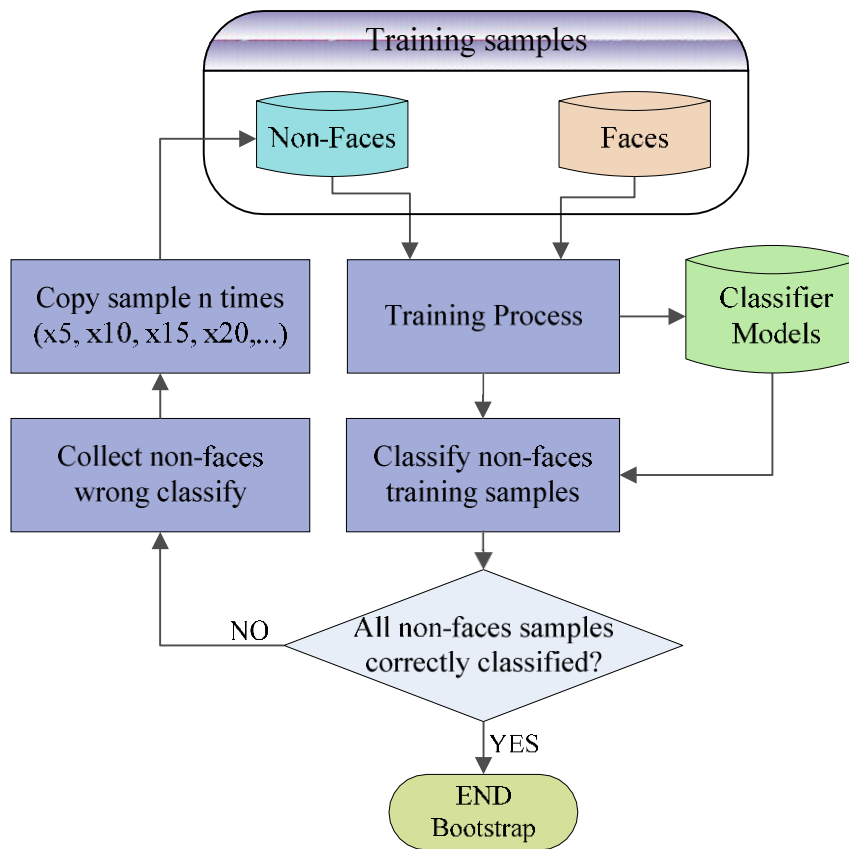 Training samples
Non-Faces
Faces
Copy sample n times
(x5, x10, x15, x20,...)
Training Process
Classifier
Models
Collect non-faces
wrong classify
Classify non-faces
training samples
NO
All non-faces samples
correctly classified?
YES
END
Bootstrap